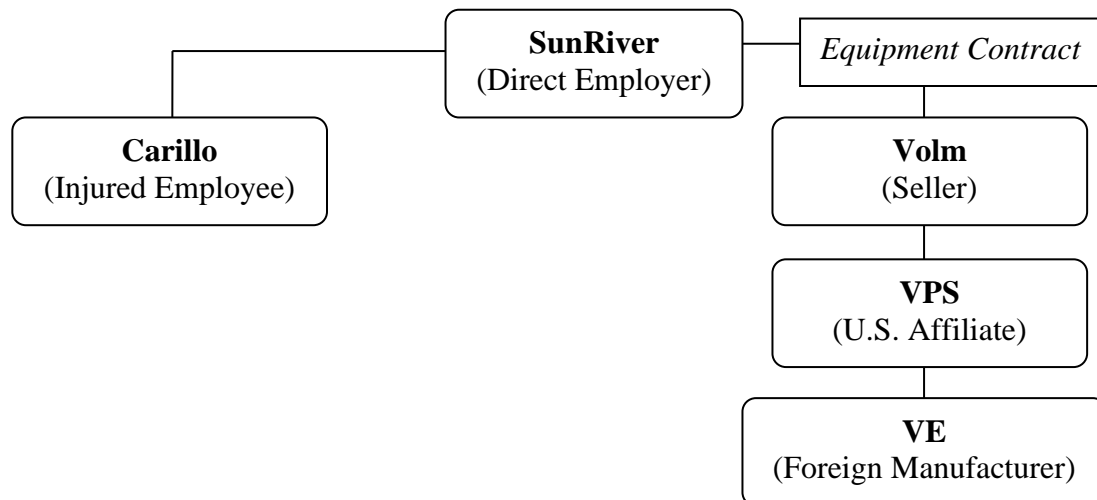 SunRiver
(Direct Employer)
Equipment Contract
Carillo
(Injured Employee)
Volm
(Seller)
VPS
(U.S. Affiliate)
VE
(Foreign Manufacturer)